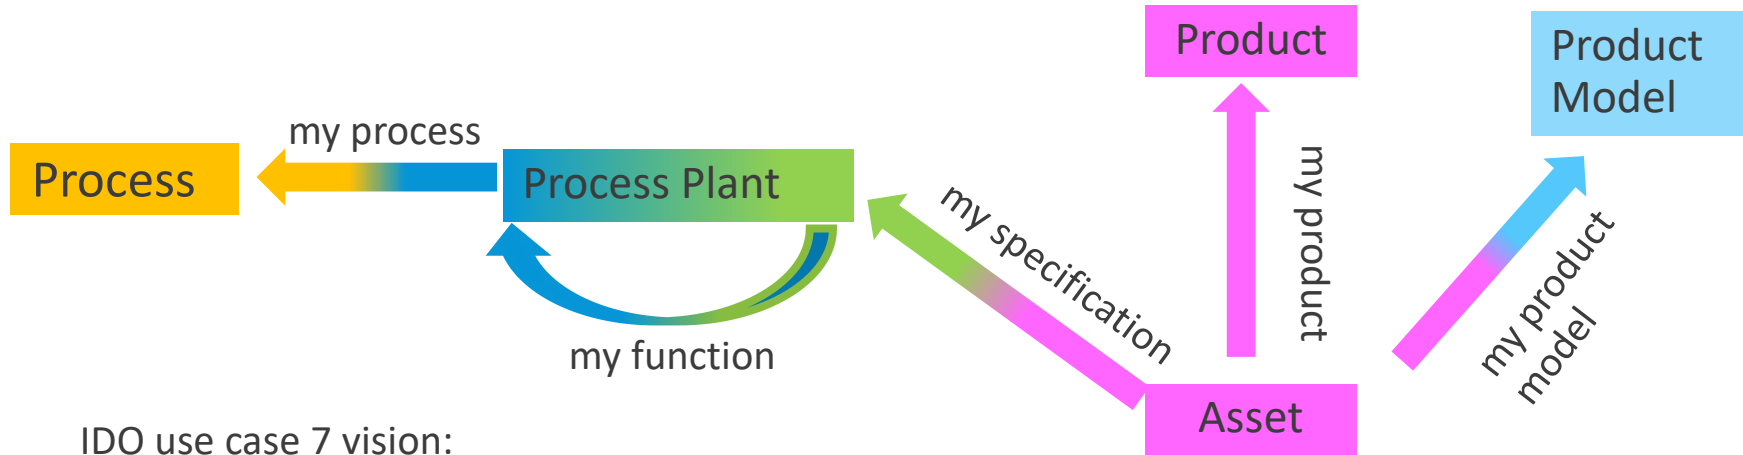 Product
Product
Model
my process
Process
Process Plant
my specification
my product
my product
model
my function
Asset
IDO use case 7 vision: